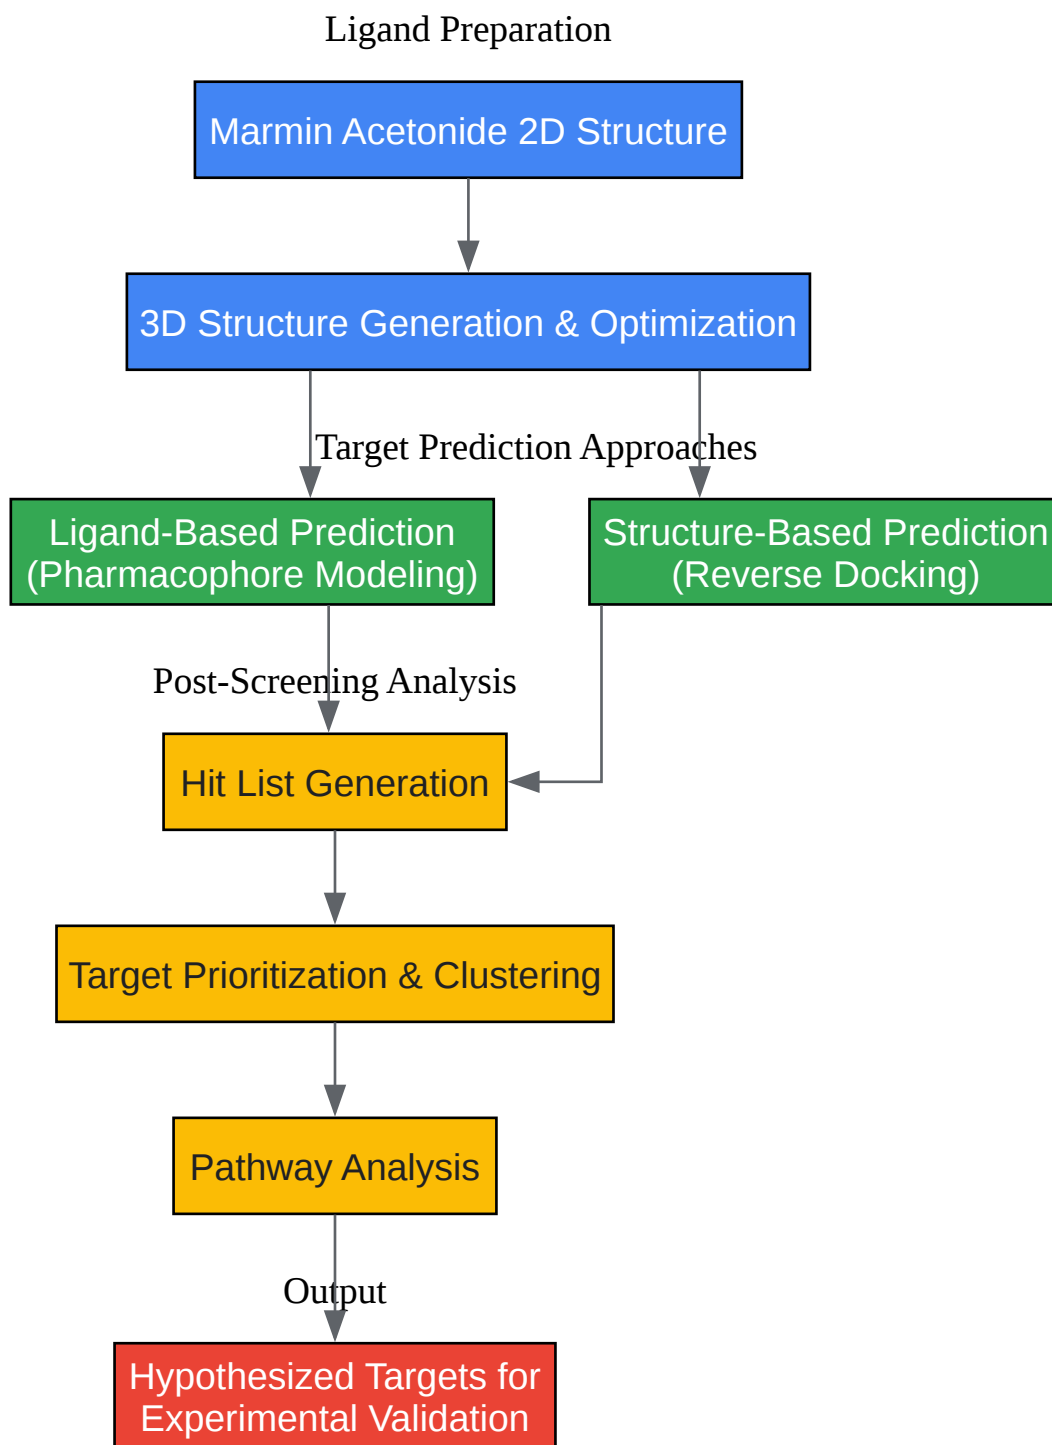 Ligand Preparation
Marmin Acetonide 2D Structure
3D Structure Generation & Optimization
Target Prediction Approaches
Ligand-Based Prediction
(Pharmacophore Modeling)
Structure-Based Prediction
(Reverse Docking)
Post-Screening Analysis
Hit List Generation
Target Prioritization & Clustering
Pathway Analysis
Output
Hypothesized Targets for
Experimental Validation